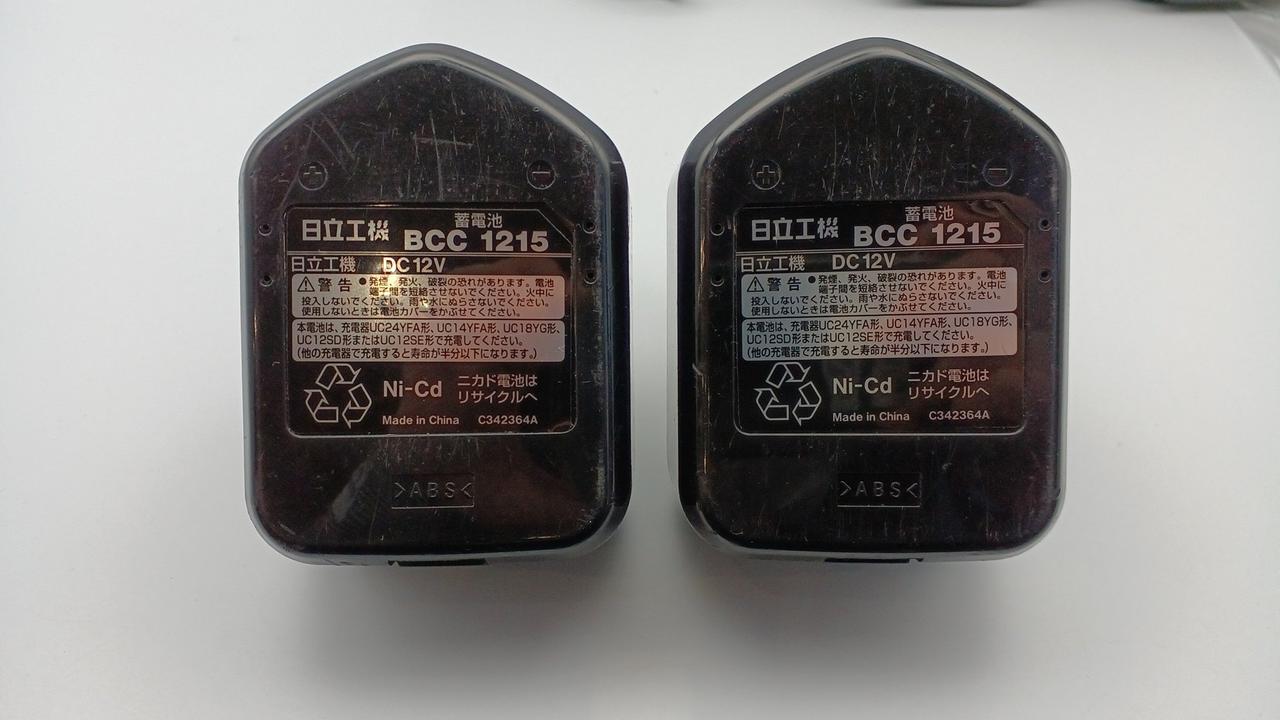 蓄電池
日立工機 BCC 1215
日立工機 DC12V
警告 ●発煙、発火、破裂の恐れがあります。電池
端子間を短絡させないでください。火中に
投入しないでください。雨や水にぬらさないでください。
使用しないときは電池カバーをかぶせてください。
本電池は、充電器UC24YFA形、UC14YFA形、UC18YG形、
UC12SD形またはUC12SE形で充電してください。
(他の充電器で充電すると寿命が半分以下になります。)
Ni-Cd ニカド電池は
リサイクルへ
Made in China C342364A
>ABS<
蓄電池
日立工機 BCC 1215
日立工機 DC12V
警告 ●発煙、発火、破裂の恐れがあります。電池
端子間を短絡させないでください。火中に
投入しないでください。雨や水にぬらさないでください。
使用しないときは電池カバーをかぶせてください。
本電池は、充電器UC24YFA形、UC14YFA形、UC18YG形、
UC12SD形またはUC12SE形で充電してください。
(他の充電器で充電すると寿命が半分以下になります。)
Ni-Cd ニカド電池は
リサイクルへ
Made in China C342364A
>ABS<